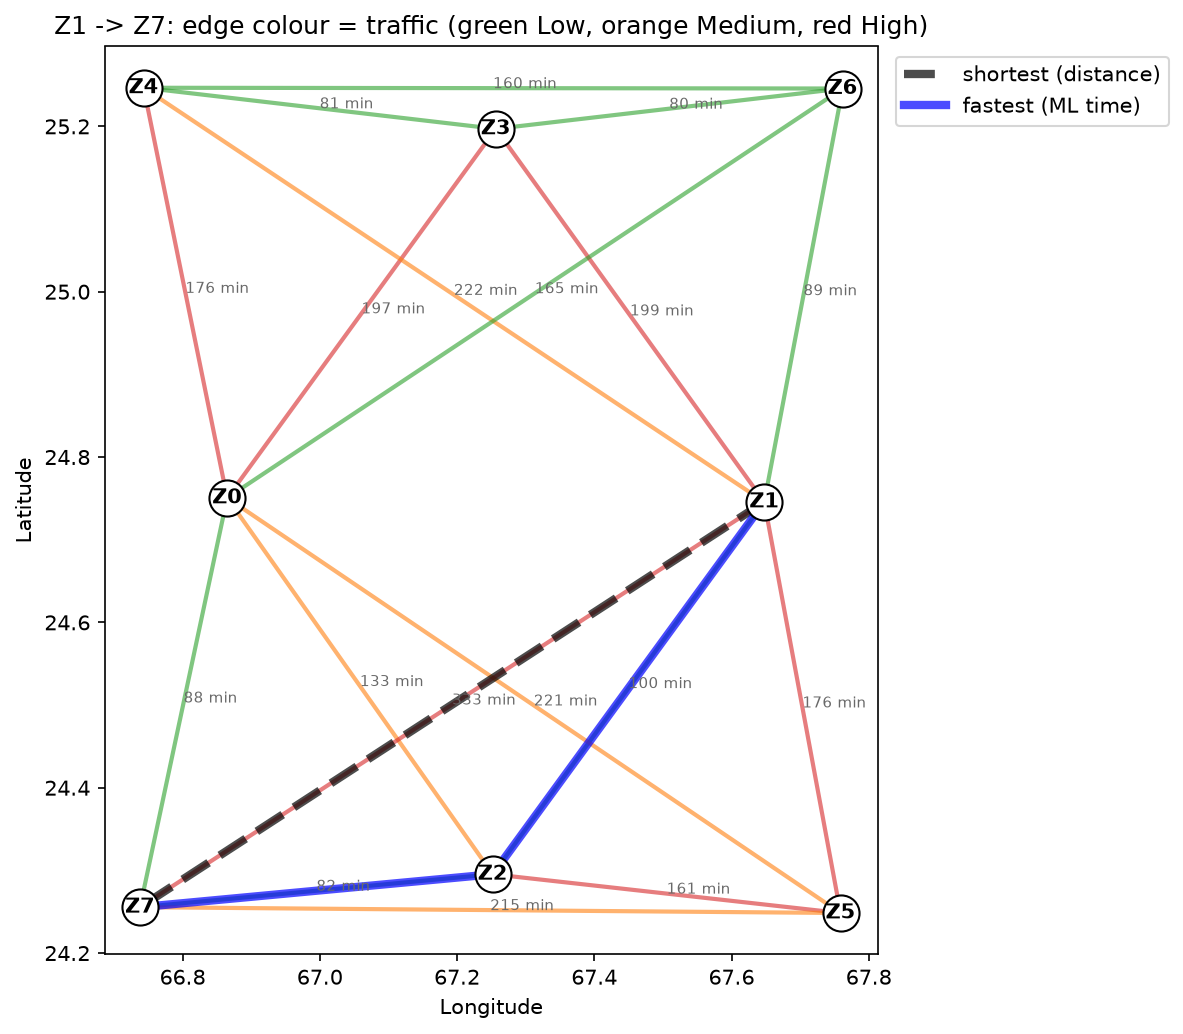 Z1 -> Z7: edge colour = traffic (green Low, orange Medium, red High)
shortest (distance)
fastest (ML time)
Z4
160 min
Z6
81 min
80 min
Z3
25.2
176 min
222 min
165 min
89 min
25.0
197 min
199 min
24.8
Z0
Z1
Latitude
24.6
133 min
100 min
88 min
333 min
221 min
176 min
24.4
Z2
82 min
161 min
Z7
215 min
Z5
24.2
66.8
67.0
67.2
67.4
67.6
67.8
Longitude